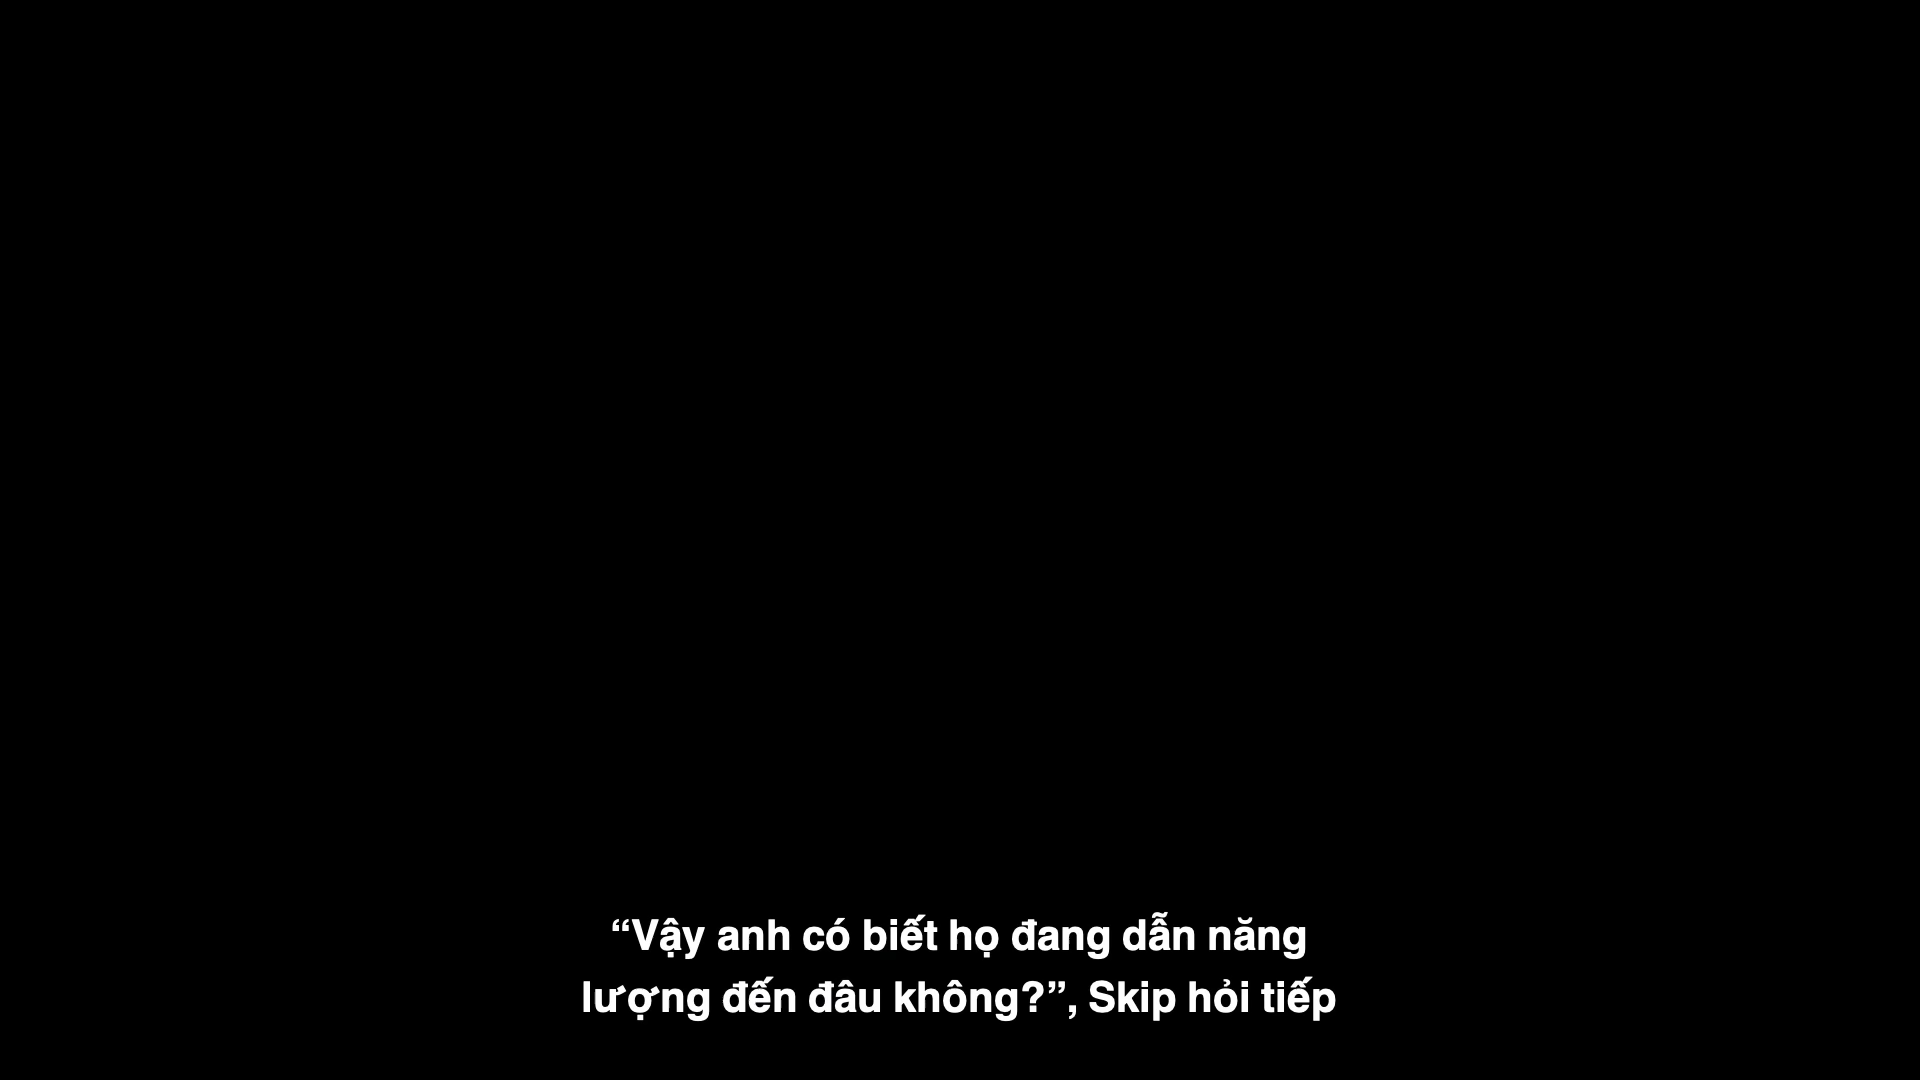 “Vậy anh có biết họ đang dẫn năng
lượng đến đâu không?”, Skip hỏi tiếp